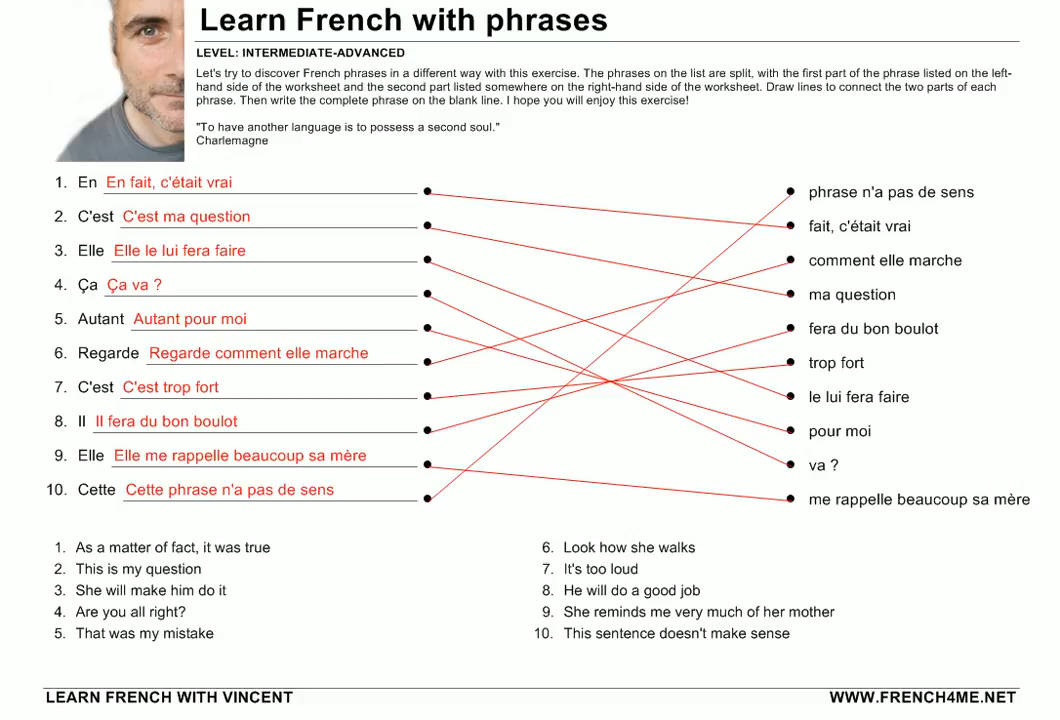 Learn French with phrases
LEVEL: INTERMEDIATE-ADVANCED
Let's try to discover French phrases in a different way with this exercise. The phrases on the list are split, with the first part of the phrase listed on the left-
hand side of the worksheet and the second part listed somewhere on the right-hand side of the worksheet. Draw lines to connect the two parts of each
phrase. Then write the complete phrase on the blank line. I hope you will enjoy this exercise!
"To have another language is to possess a second soul."
Charlemagne
1. En En fait, c'était vrai
2. C'est C'est ma question
3. Elle Elle le lui fera faire
4. Ça Ça va ?
5. Autant Autant pour moi
6. Regarde Regarde comment elle marche
7. C'est C'est trop fort
8. Il Il fera du bon boulot
9. Elle Elle me rappelle beaucoup sa mère
10. Cette Cette phrase n'a pas de sens
phrase n'a pas de sens
fait, c'était vrai
comment elle marche
ma question
fera du bon boulot
trop fort
le lui fera faire
pour moi
va ?
me rappelle beaucoup sa mère
1. As a matter of fact, it was true
2. This is my question
3. She will make him do it
4. Are you all right?
5. That was my mistake
6. Look how she walks
7. It's too loud
8. He will do a good job
9. She reminds me very much of her mother
10. This sentence doesn't make sense
LEARN FRENCH WITH VINCENT
WWW.FRENCH4ME.NET